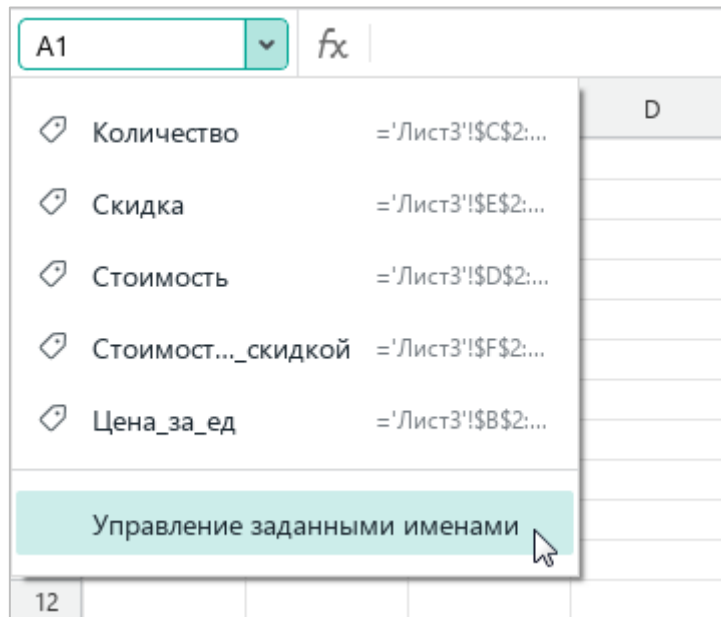 A1 fx
D
Количество ='Лист3'!$C$2:...
Скидка ='Лист3'!$E$2:...
Стоимость ='Лист3'!$D$2:...
Стоимост..._скидкой ='Лист3'!$F$2:...
Цена_за_ед ='Лист3'!$B$2:...
Управление заданными именами
12